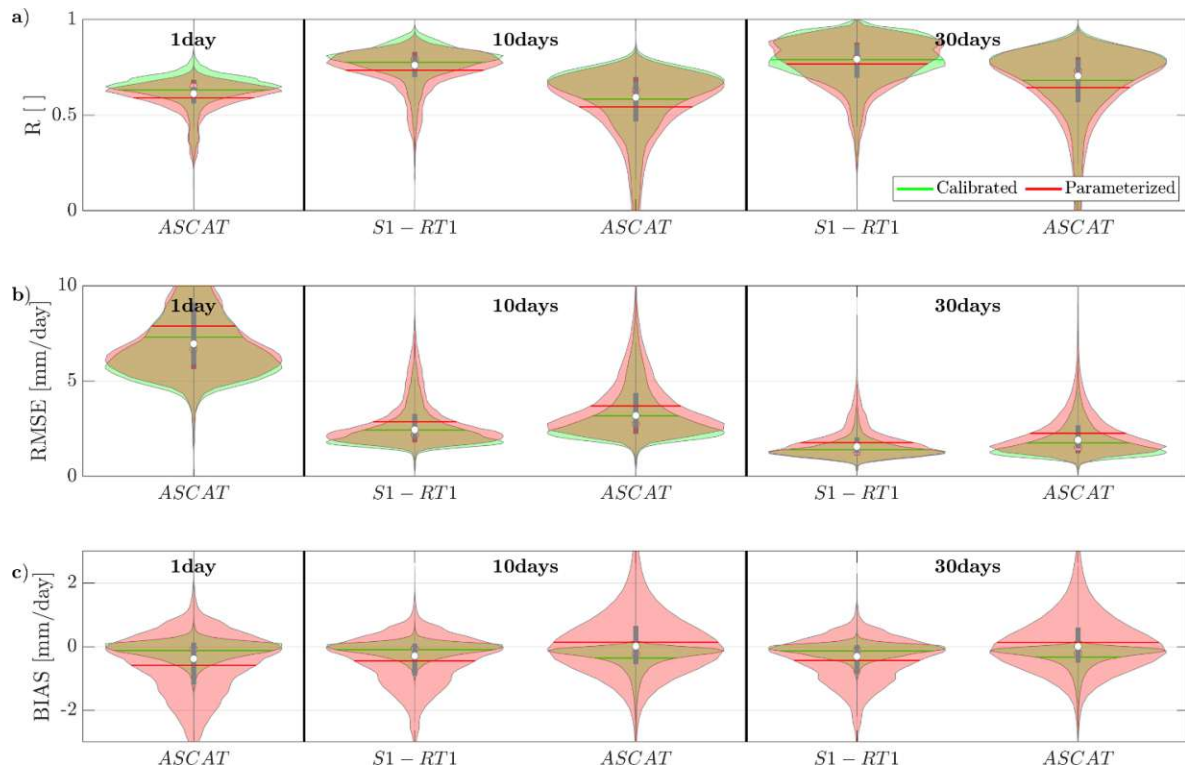 a)
1
1day
10days
30days
R [ ]
0.5
Calibrated
Parameterized
0
ASCAT
S1 − RT1
ASCAT
S1 − RT1
ASCAT
b)
10
1day
10days
30days
RMSE [mm/day]
5
0
ASCAT
S1 − RT1
ASCAT
S1 − RT1
ASCAT
c)
1day
10days
30days
2
BIAS [mm/day]
0
-2
ASCAT
S1 − RT1
ASCAT
S1 − RT1
ASCAT